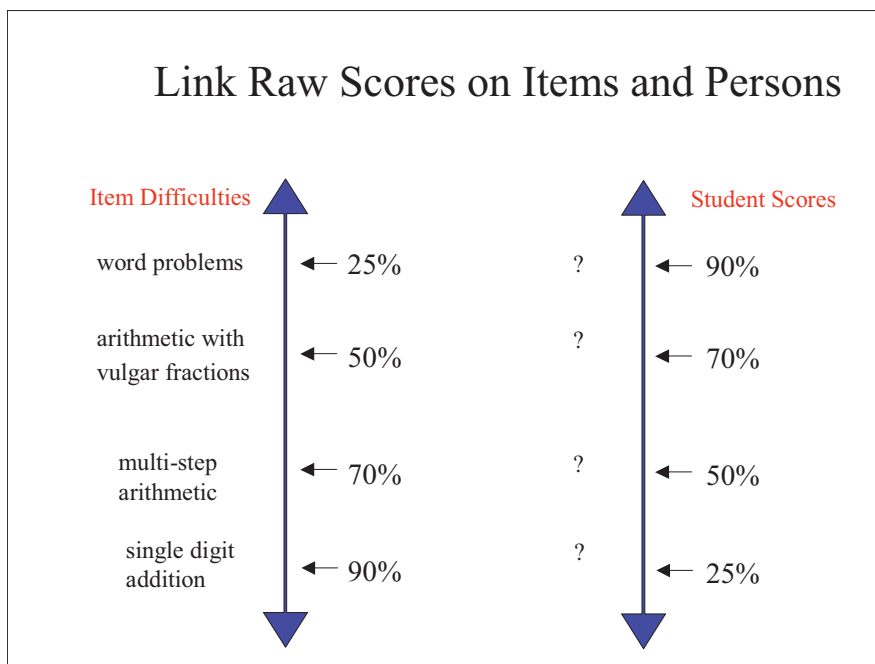 Link Raw Scores on Items and Persons
Item Difficulties
Student Scores
word problems
25%
?
90%
arithmetic with
vulgar fractions
50%
?
70%
multi-step
arithmetic
70%
?
50%
single digit
addition
90%
?
25%